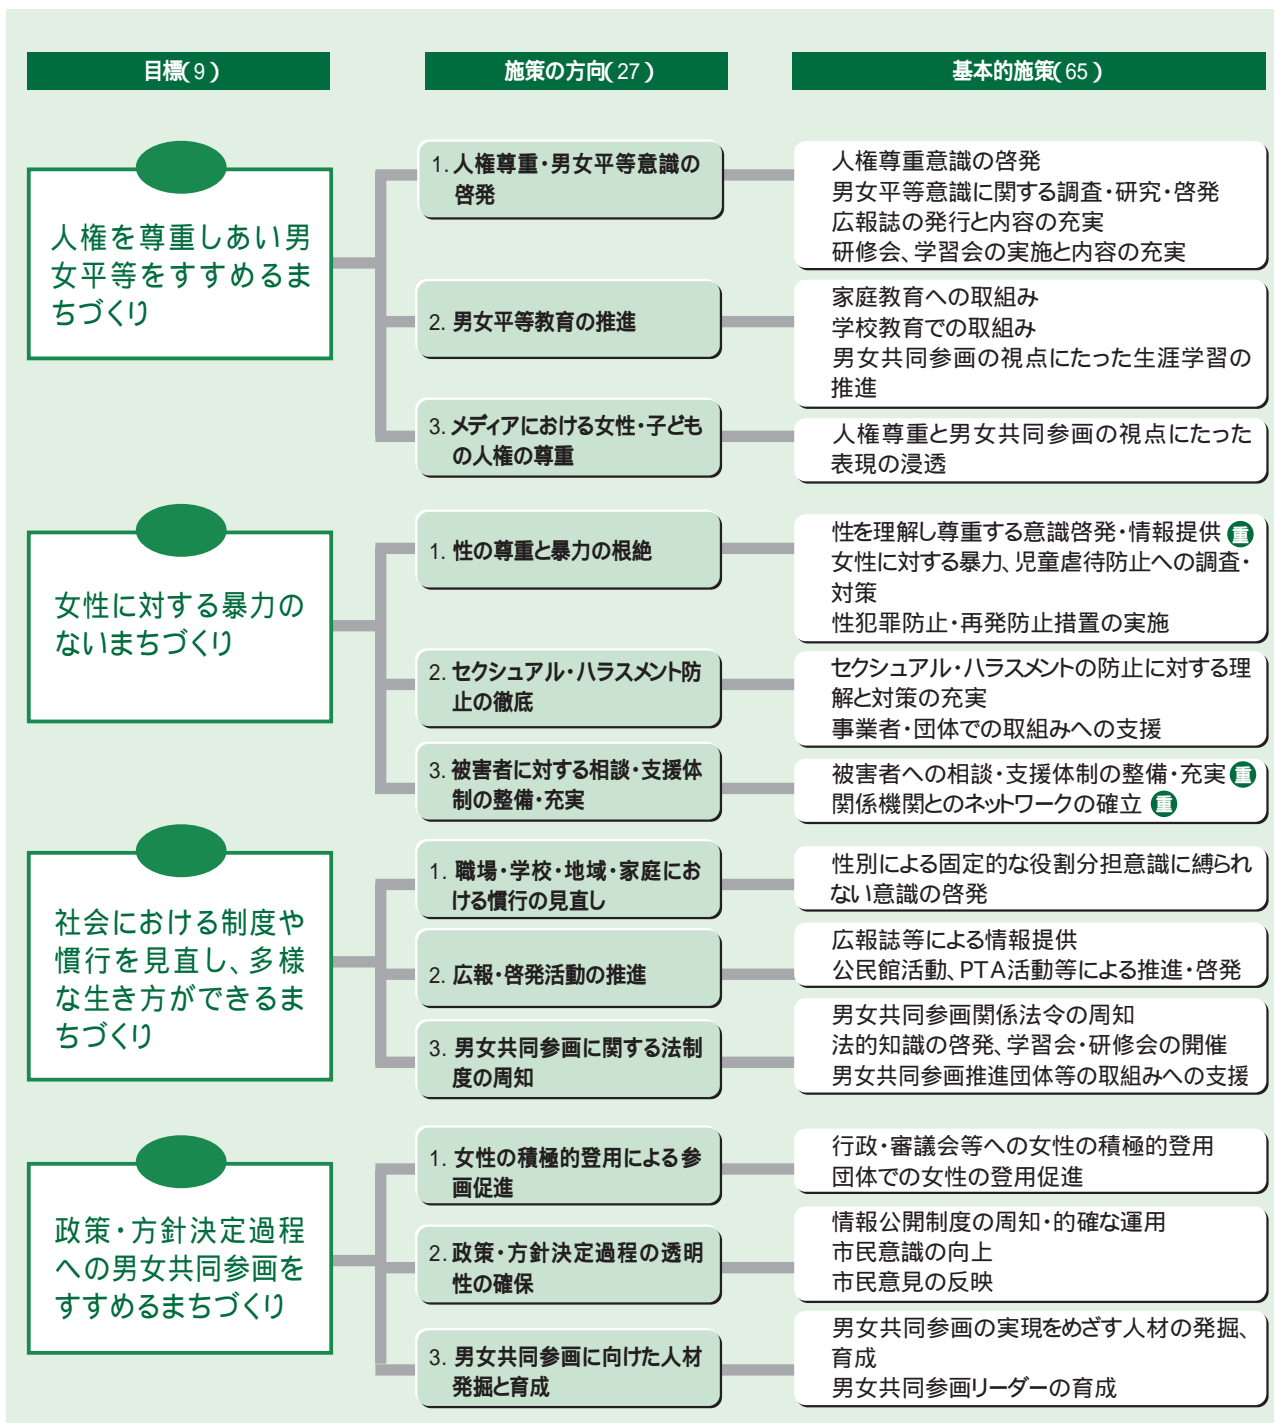 目標(9)
施策の方向(27)
基本的施策(65)
人権を尊重しあい男
女平等をすすめるま
ちづくり
1.人権尊重・男女平等意識の
啓発
人権尊重意識の啓発
男女平等意識に関する調査・研究・啓発
広報誌の発行と内容の充実
研修会、学習会の実施と内容の充実
2.男女平等教育の推進
家庭教育への取組み
学校教育での取組み
男女共同参画の視点にたった生涯学習の
推進
3.メディアにおける女性・子ども
の人権の尊重
人権尊重と男女共同参画の視点にたった
表現の浸透
女性に対する暴力の
ないまちづくり
1.性の尊重と暴力の根絶
性を理解し尊重する意識啓発・情報提供 重
女性に対する暴力、児童虐待防止への調査・
対策
性犯罪防止・再発防止措置の実施
2.セクシュアル・ハラスメント防
止の徹底
セクシュアル・ハラスメントの防止に対する理
解と対策の充実
事業者・団体での取組みへの支援
3.被害者に対する相談・支援体
制の整備・充実
被害者への相談・支援体制の整備・充実 重
関係機関とのネットワークの確立 重
社会における制度や
慣行を見直し、多様
な生き方ができるま
ちづくり
1.職場・学校・地域・家庭にお
ける慣行の見直し
性別による固定的な役割分担意識に縛られ
ない意識の啓発
2.広報・啓発活動の推進
広報誌等による情報提供
公民館活動、PTA活動等による推進・啓発
3.男女共同参画に関する法制
度の周知
男女共同参画関係法令の周知
法的知識の啓発、学習会・研修会の開催
男女共同参画推進団体等の取組みへの支援
政策・方針決定過程
への男女共同参画を
すすめるまちづくり
1.女性の積極的登用による参
画促進
行政・審議会等への女性の積極的登用
団体での女性の登用促進
2.政策・方針決定過程の透明
性の確保
情報公開制度の周知・的確な運用
市民意識の向上
市民意見の反映
3.男女共同参画に向けた人材
発掘と育成
男女共同参画の実現をめざす人材の発掘、
育成
男女共同参画リーダーの育成